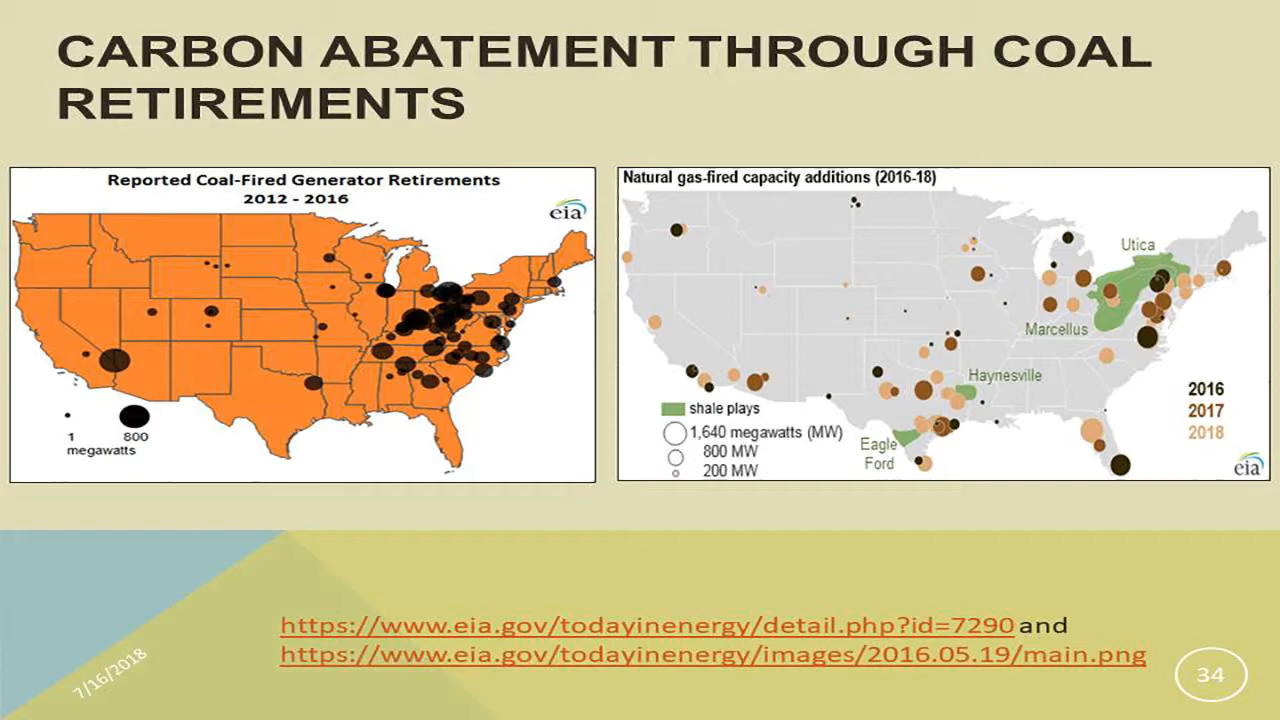 CARBON ABATEMENT THROUGH COAL
RETIREMENTS
Reported Coal-Fired Generator Retirements
2012 - 2016
eia
1
800
megawatts
Natural gas-fired capacity additions (2016-18)
Utica
Marcellus
Haynesville
2016
2017
2018
shale plays
1,640 megawatts (MW)
800 MW
200 MW
Eagle
Ford
eia
https://www.eia.gov/todayinenergy/detail.php?id=7290 and
https://www.eia.gov/todayinenergy/images/2016.05.19/main.png
7/16/2018
34